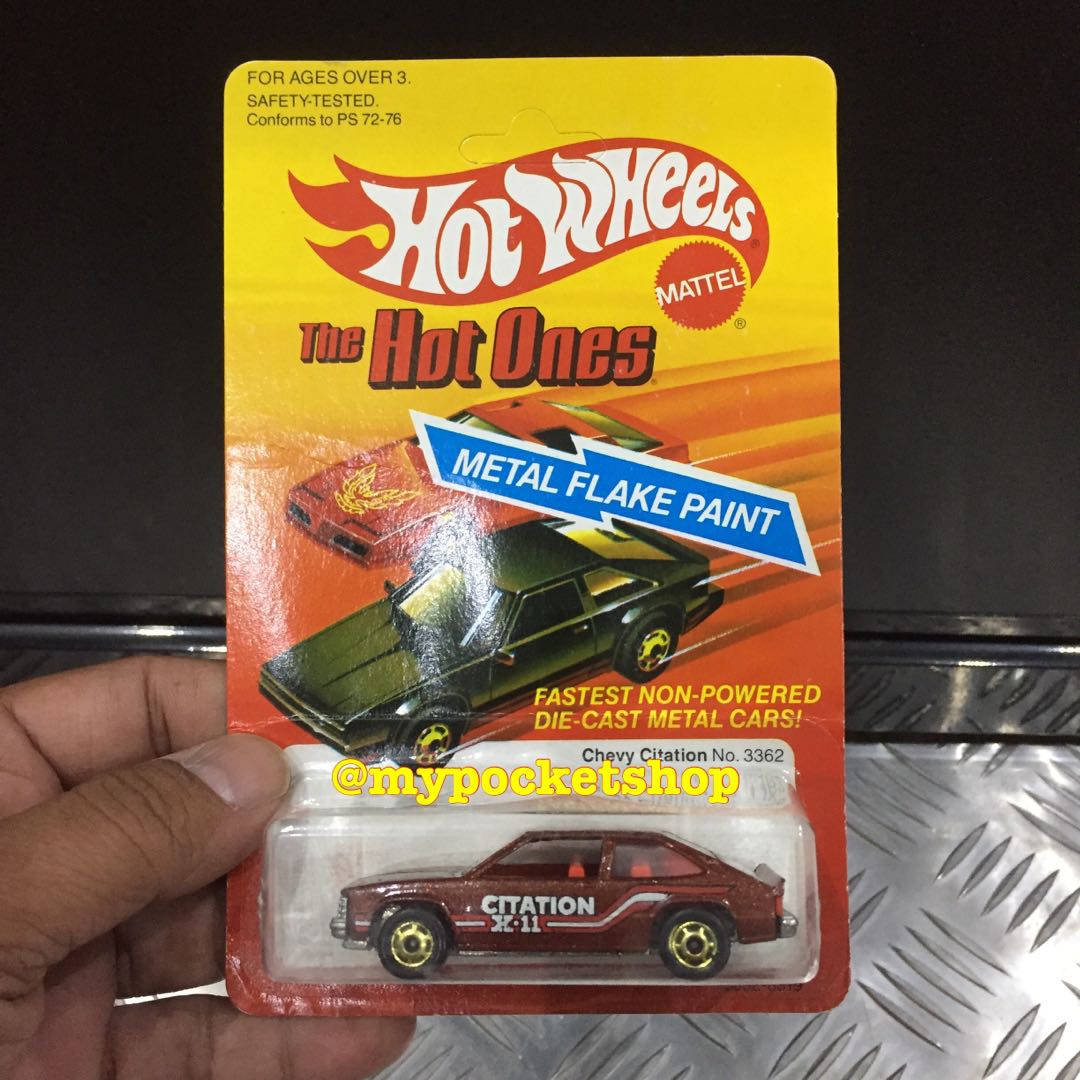 FOR AGES OVER 3.
SAFETY-TESTED.
Conforms to PS 72-76
Hot Wheels®
MATTEL
®
The Hot Ones
METAL FLAKE PAINT
FASTEST NON-POWERED
DIE-CAST METAL CARS!
Chevy Citation No. 3362
@mypocketshop
CITATION
X-11